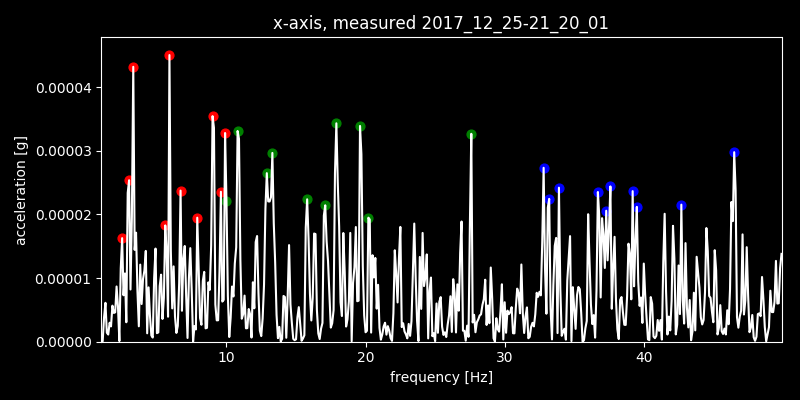 x-axis, measured 2017_12_25-21_20_01
acceleration [g]
0.00004
0.00003
0.00002
0.00001
0.00000
10 20 30 40
frequency [Hz]